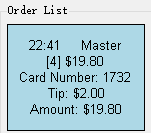 Order List
22:41 Master
[4] $19.80
Card Number: 1732
Tip: $2.00
Amount: $19.80